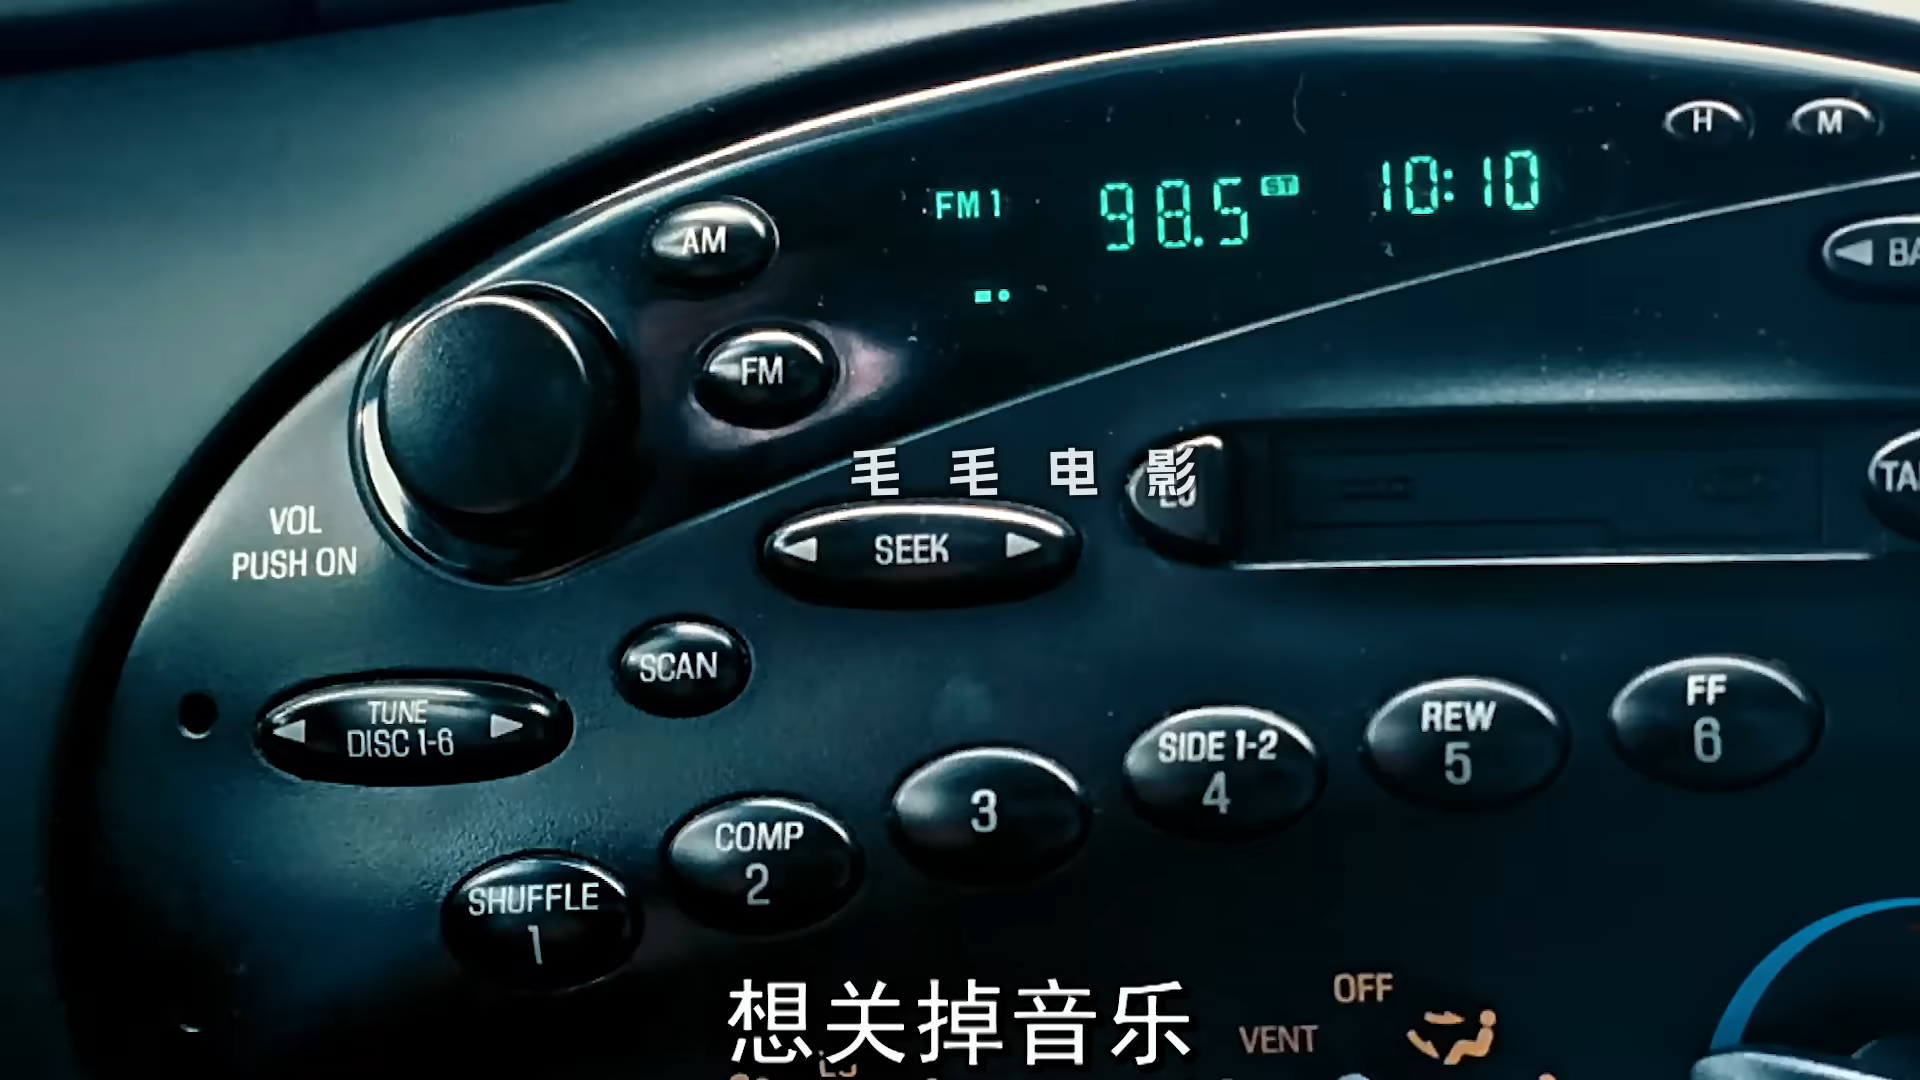 H
M
FM 1
98.5
ST
10:10
AM
FM
毛毛电影
VOL
PUSH ON
SEEK
SCAN
TUNE
DISC 1-6
SHUFFLE
1
COMP
2
3
SIDE 1-2
4
REW
5
FF
6
OFF
VENT
想关掉音乐